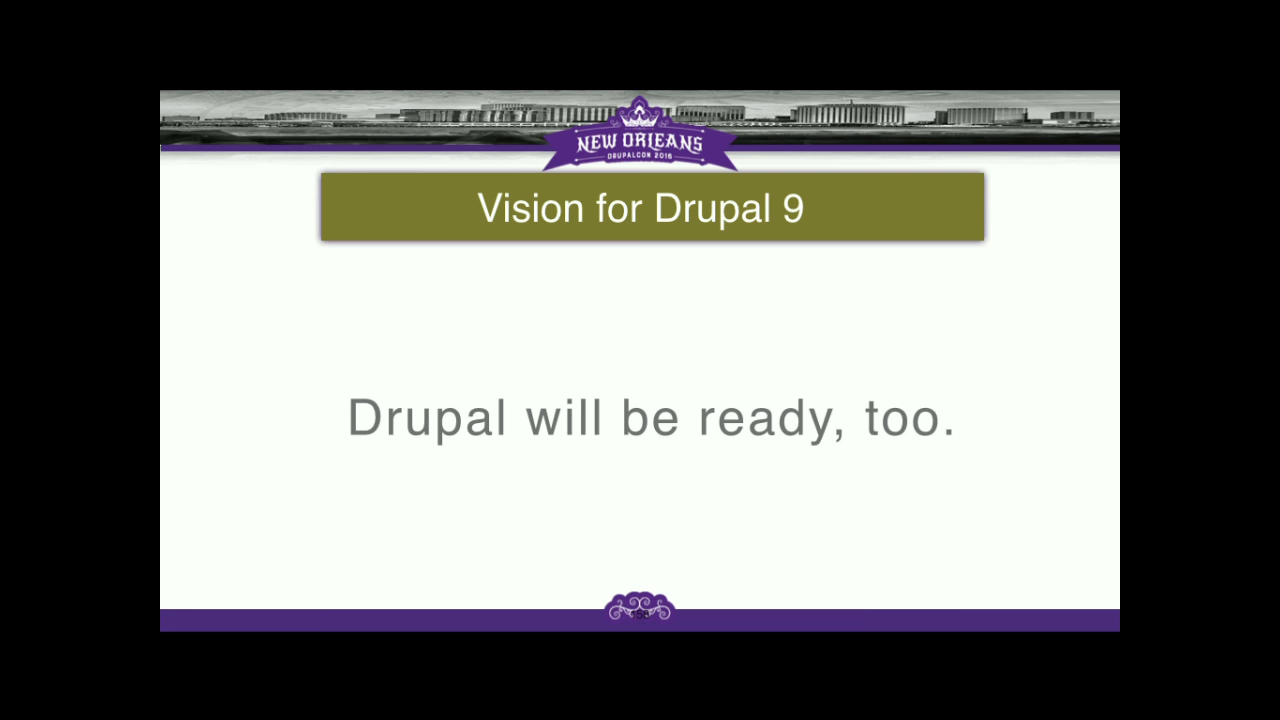 NEW ORLEANS
DRUPALCON 2016
Vision for Drupal 9
Drupal will be ready, too.